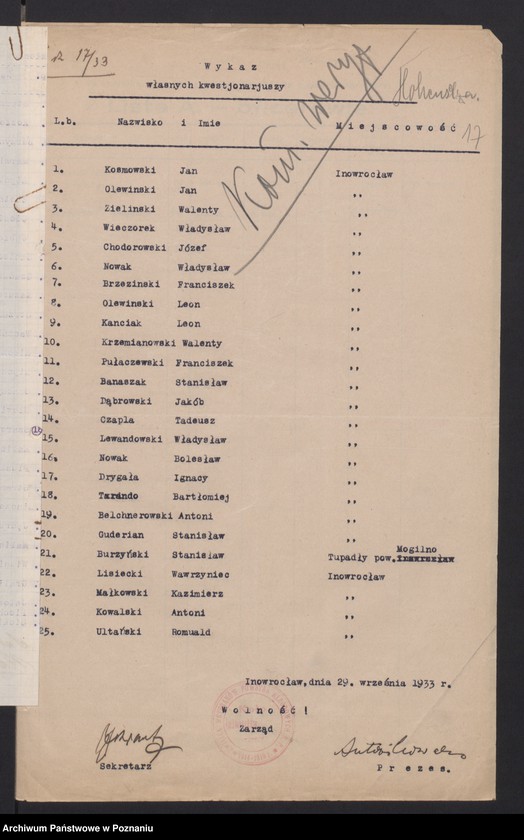 z 17/33
Wykaz
własnych kwestjonarjuszy
Kom. weryf
17
L.b. Nazwisko i Imie Miejscowość
1. Kosmowski Jan Inowrocław
2. Olewinski Jan ,,
3. Zielinski Walenty ,,
4. Wieczorek Władysław ,,
5. Chodorowski Józef ,,
6. Nowak Władysław ,,
7. Brzezinski Franciszek ,,
8. Olewinski Leon ,,
9. Kanciak Leon ,,
10. Krzemianowski Walenty ,,
11. Pułaczewski Franciszek ,,
12. Banaszak Stanisław ,,
13. Dąbrowski Jakób ,,
14. Czapla Tadeusz ,,
15. Lewandowski Władysław ,,
16. Nowak Bolesław ,,
17. Drygała Ignacy ,,
18. Tarando Bartłomiej ,,
19. Belchnerowski Antoni ,,
20. Guderian Stanisław ,,
Mogilno
21. Burzyński Stanisław Tupadły pow. Inowrocław
22. Lisiecki Wawrzyniec Inowrocław
23. Małkowski Kazimierz ,,
24. Kowalski Antoni ,,
25. Ultański Romuald ,,
Inowrocław, dnia 29. września 1933 r.
Wolność!
Zarząd
Sekretarz Prezes.
Archiwum Państwowe w Poznaniu